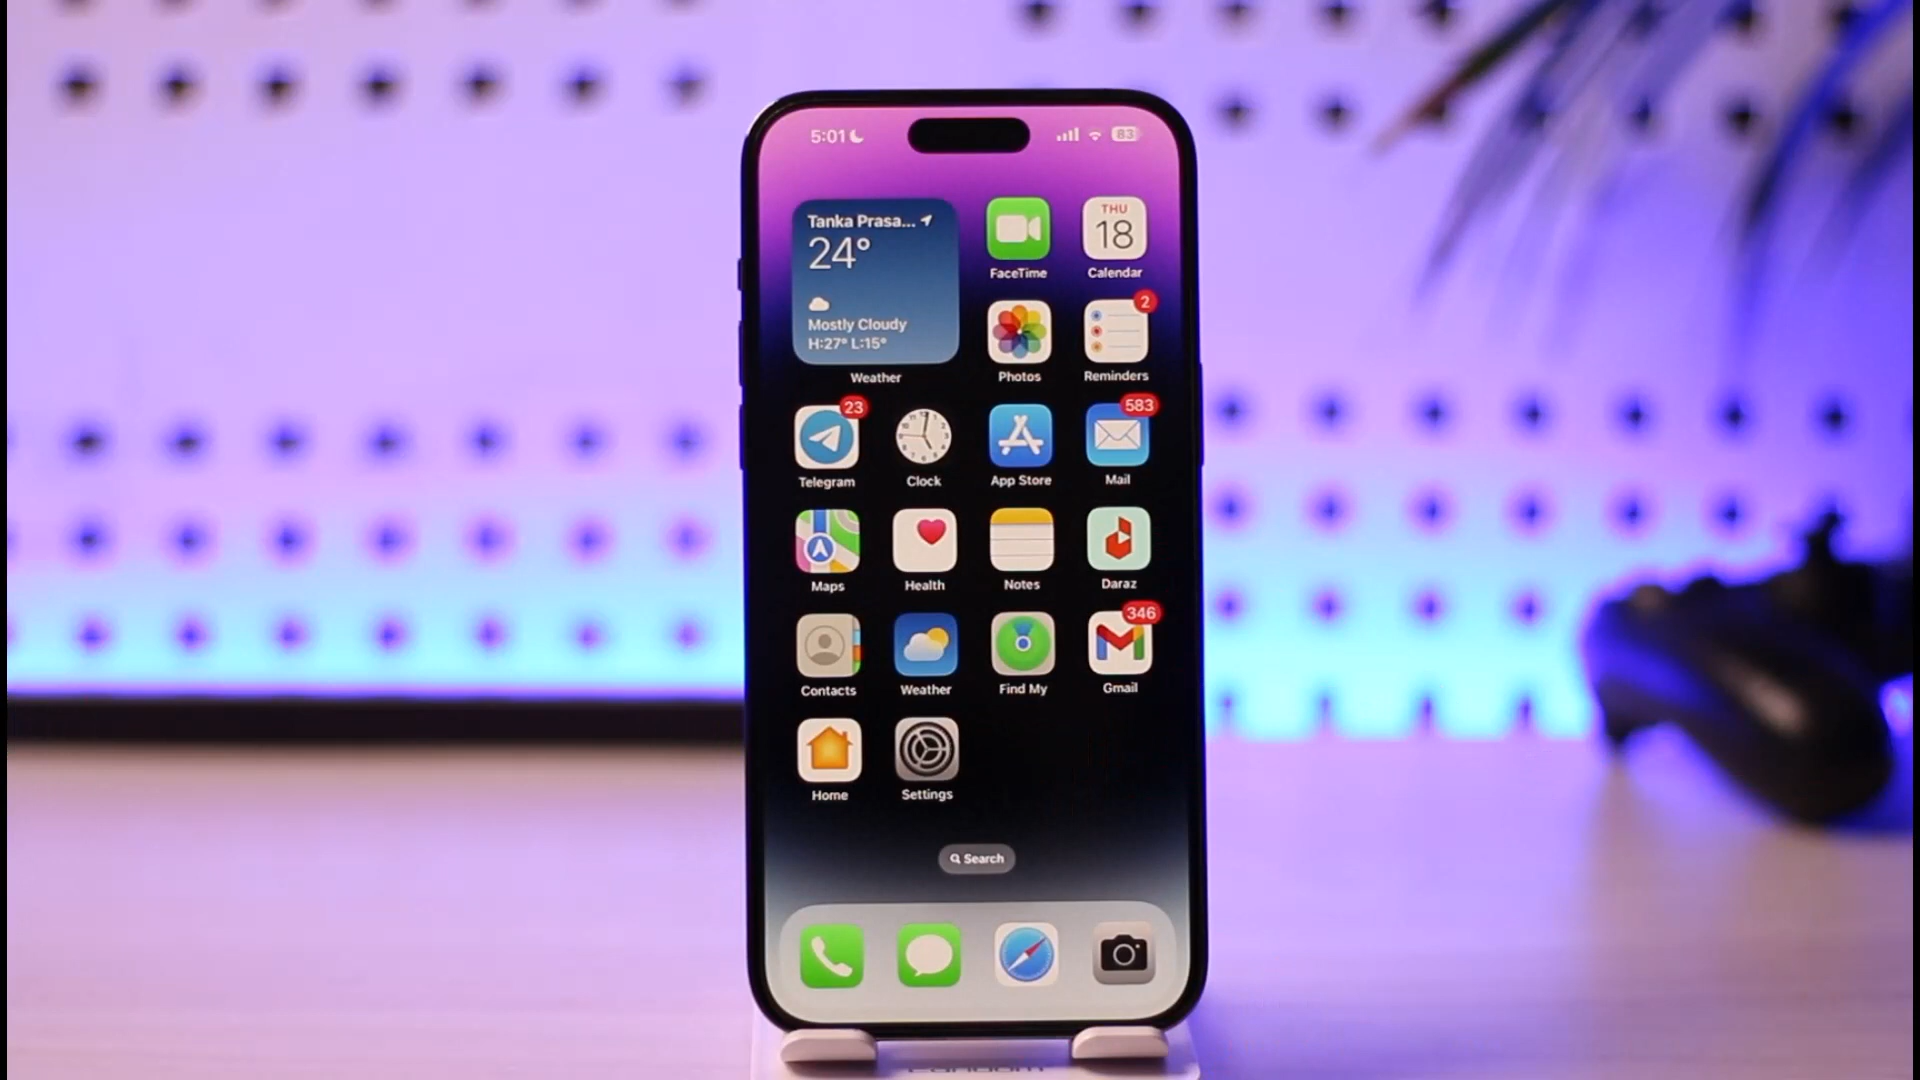 5:01
83
Tanka Prasa...
24°
Mostly Cloudy
H:27° L:15°
Weather
FaceTime
THU
18
Calendar
Photos
2
Reminders
23
Telegram
Clock
App Store
583
Mail
Maps
Health
Notes
Daraz
Contacts
Weather
Find My
346
Gmail
Home
Settings
Search